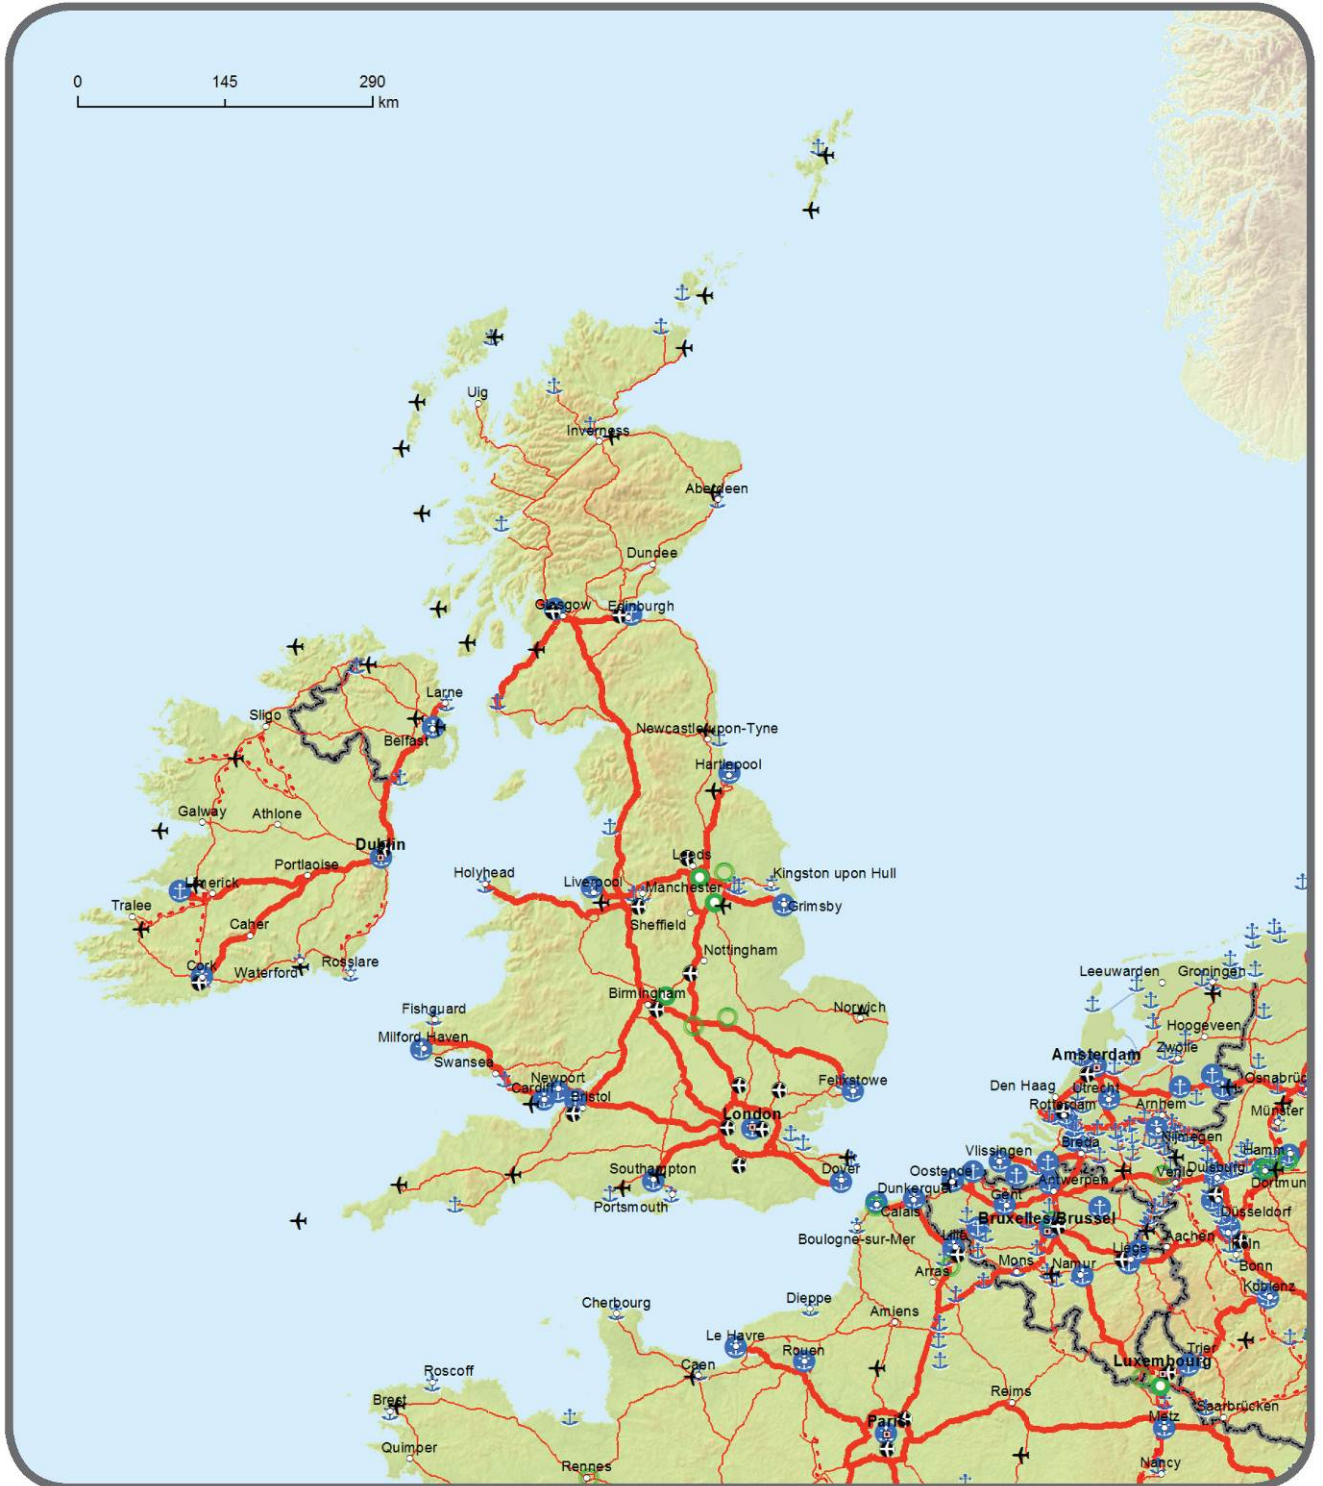 0 145 290
km
Uig
Inverness
Aberdeen
Dundee
Glasgow Edinburgh
Larne
Sligo
Belfast
Newcastle-upon-Tyne
Hartlepool
Galway Athlone
Dublin
Portlaoise
Leeds
Holyhead
Liverpool
Manchester
Kingston upon Hull
Limerick
Tralee
Grimsby
Caher
Sheffield
Nottingham
Cork
Waterford
Rosslare
Leeuwarden Groningen
Birmingham
Norwich
Fishguard
Hoogeveen
Milford Haven
Amsterdam
Zwolle
Swansea
Newport
Cardiff
Bristol
Felixstowe
Den Haag
Utrecht
Osnabrüc
Rotterdam
Arnhem
Münster
London
Nijmegen
Breda
Vlissingen
Hamm
Southampton
Dover
Oostende
Antwerpen
Venlo
Duisburg
Dortmun
Portsmouth
Dunkerque
Calais
Gent
Düsseldorf
Bruxelles/Brussel
Boulogne-sur-Mer
Lille
Liege
Aachen
Köln
Arras
Mons
Namur
Bonn
Koblenz
Cherbourg
Dieppe
Amiens
Le Havre
Rouen
Trier
Luxembourg
Roscoff
Caen
Reims
Brest
Saarbrücken
Paris
Metz
Quimper
Rennes
Nancy